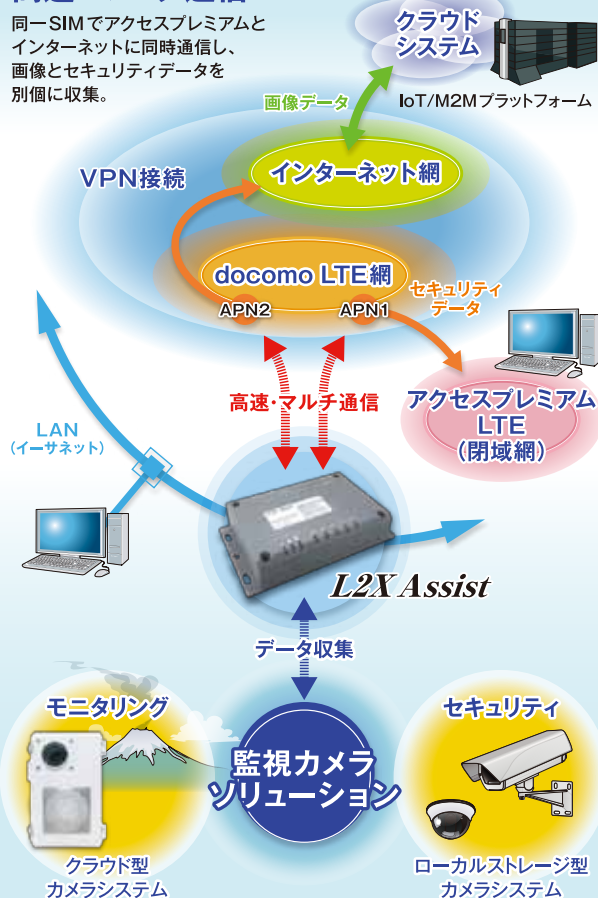 同一SIMでアクセスプレミアムと
インターネットに同時通信し、
画像とセキュリティデータを
別個に収集。
クラウド
システム
IoT/M2Mプラットフォーム
画像データ
VPN接続
インターネット網
docomo LTE網
APN2
APN1
セキュリティ
データ
高速・マルチ通信
アクセスプレミアム
LTE
（閉域網）
LAN
（イーサネット）
L2X Assist
データ収集
モニタリング
セキュリティ
監視カメラ
ソリューション
クラウド型
カメラシステム
ローカルストレージ型
カメラシステム